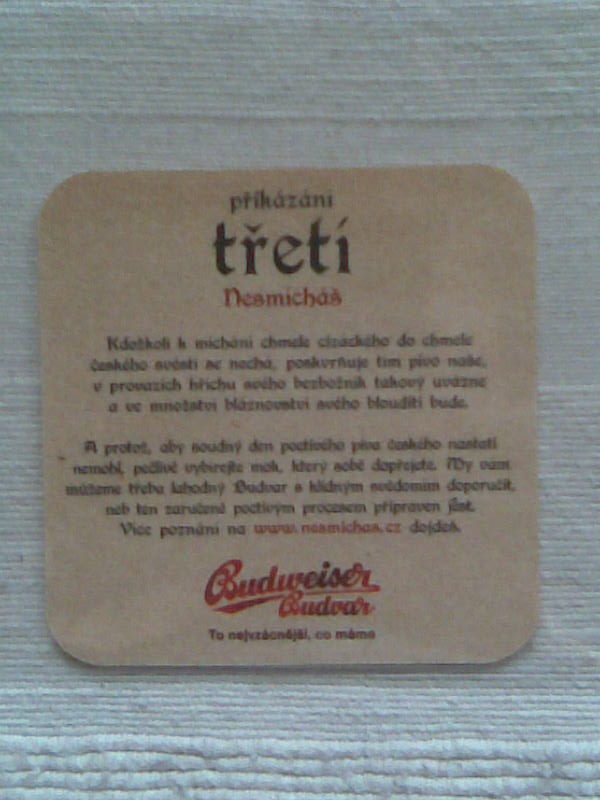 přikázání
třetí
Nesmícháš
Kdožkoli k míchání chmele cizáckého do chmele
českého svésti se nechá, poskvrňuje tím pivo naše,
v provazích hříchu svého bezbožník takový uvázne
a ve množství bláznovství svého blouditi bude.
A protož, aby soudný den poctivého piva českého nastati
nemohl, pečlivě vybírejte mok, který sobě dopřejete. My vám
můžeme třeba lahodný Budvar s klidným svědomím doporučit,
neb ten zaručeně poctivým procesem připraven jest.
Více poznání na www.nesmichas.cz dojdeš.
Budweiser
Budvar
To nejvzácnější, co máme